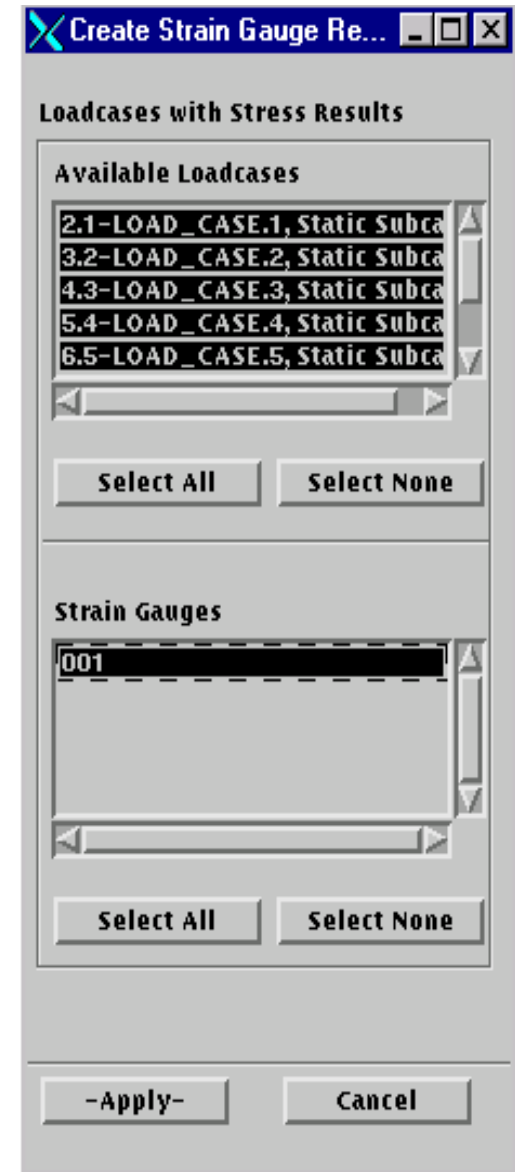 Create Strain Gauge Re...
Loadcases with Stress Results
Available Loadcases
2.1-LOAD_CASE.1, Static Subca
3.2-LOAD_CASE.2, Static Subca
4.3-LOAD_CASE.3, Static Subca
5.4-LOAD_CASE.4, Static Subca
6.5-LOAD_CASE.5, Static Subca
Select All Select None
Strain Gauges
001
Select All Select None
-Apply- Cancel